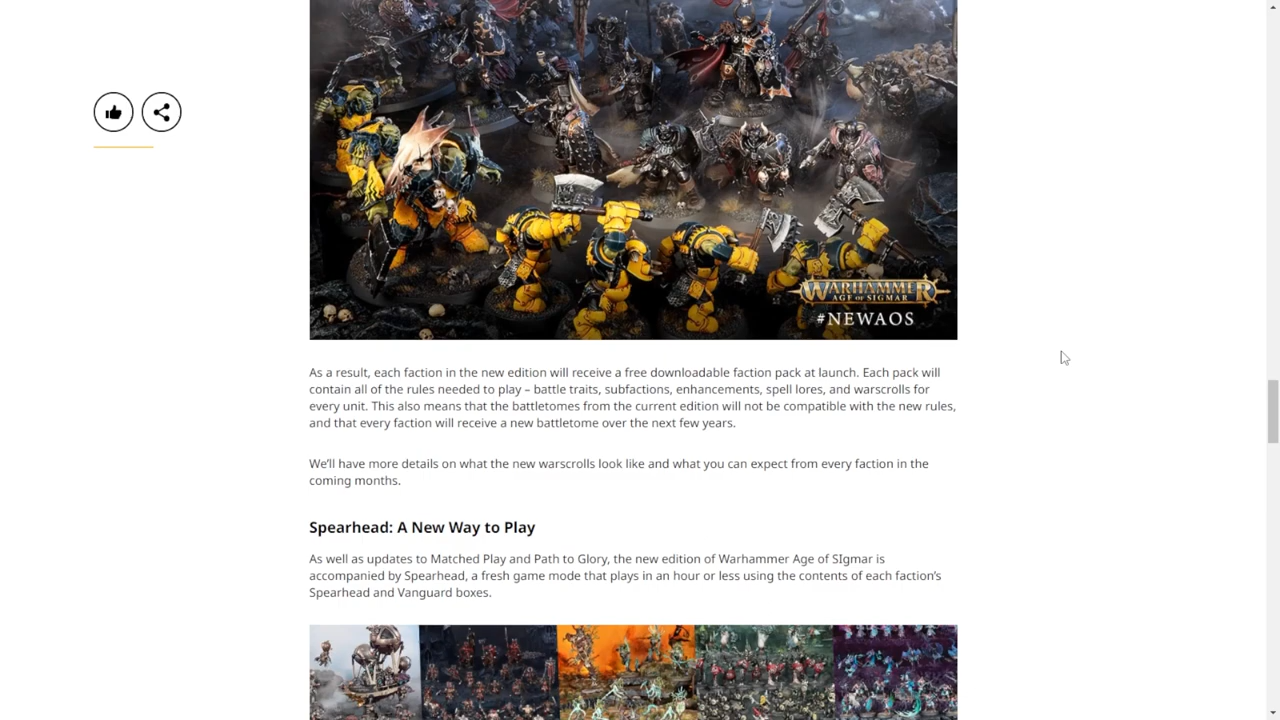 WARHAMMER
AGE OF SIGMAR
#NEWAOS
As a result, each faction in the new edition will receive a free downloadable faction pack at launch. Each pack will
contain all of the rules needed to play – battle traits, subfactions, enhancements, spell lores, and warscrolls for
every unit. This also means that the battletomes from the current edition will not be compatible with the new rules,
and that every faction will receive a new battletome over the next few years.
We'll have more details on what the new warscrolls look like and what you can expect from every faction in the
coming months.
Spearhead: A New Way to Play
As well as updates to Matched Play and Path to Glory, the new edition of Warhammer Age of SIgmar is
accompanied by Spearhead, a fresh game mode that plays in an hour or less using the contents of each faction's
Spearhead and Vanguard boxes.